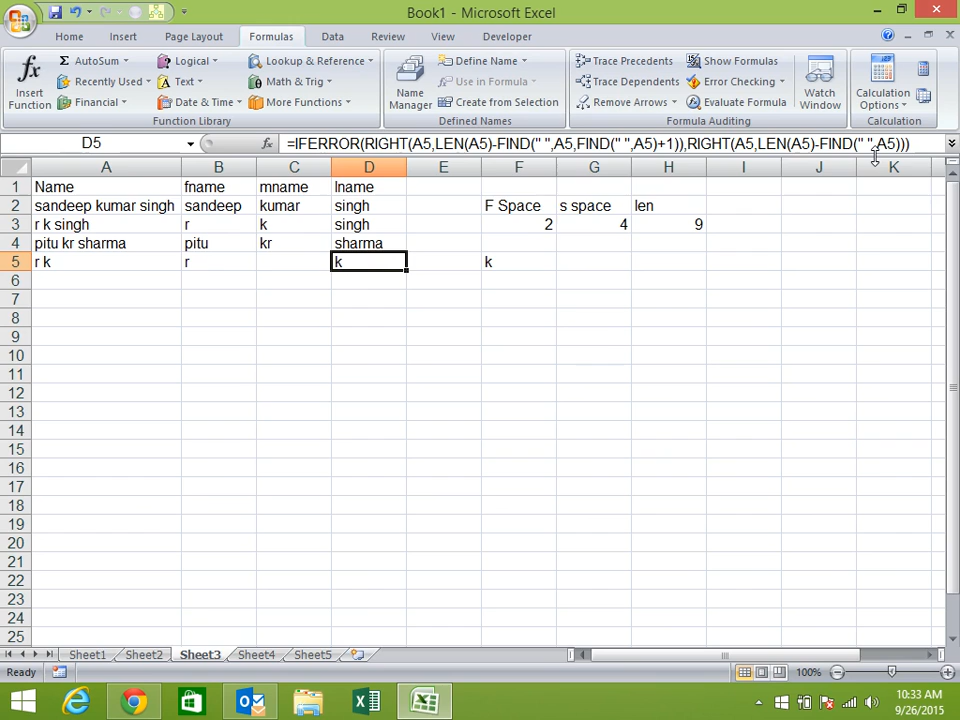 Book1 - Microsoft Excel
Home Insert Page Layout Formulas Data Review View Developer
Insert Function
Σ AutoSum
Recently Used
Financial
Logical
Text
Date & Time
Lookup & Reference
Math & Trig
More Functions
Function Library
Name Manager
Define Name
Use in Formula
Create from Selection
Defined Names
Trace Precedents
Trace Dependents
Remove Arrows
Show Formulas
Error Checking
Evaluate Formula
Formula Auditing
Watch Window
Calculation Options
Calculation
D5 fx =IFERROR(RIGHT(A5,LEN(A5)-FIND(" ",A5,FIND(" ",A5)+1)),RIGHT(A5,LEN(A5)-FIND(" ",A5)))
A B C D E F G H I J K
1 Name fname mname lname
2 sandeep kumar singh sandeep kumar singh F Space s space len
3 r k singh r k singh 2 4 9
4 pitu kr sharma pitu kr sharma
5 r k r k k
6
7
8
9
10
11
12
13
14
15
16
17
18
19
20
21
22
23
24
25
Sheet1 Sheet2 Sheet3 Sheet4 Sheet5
Ready 100%
10:33 AM
9/26/2015